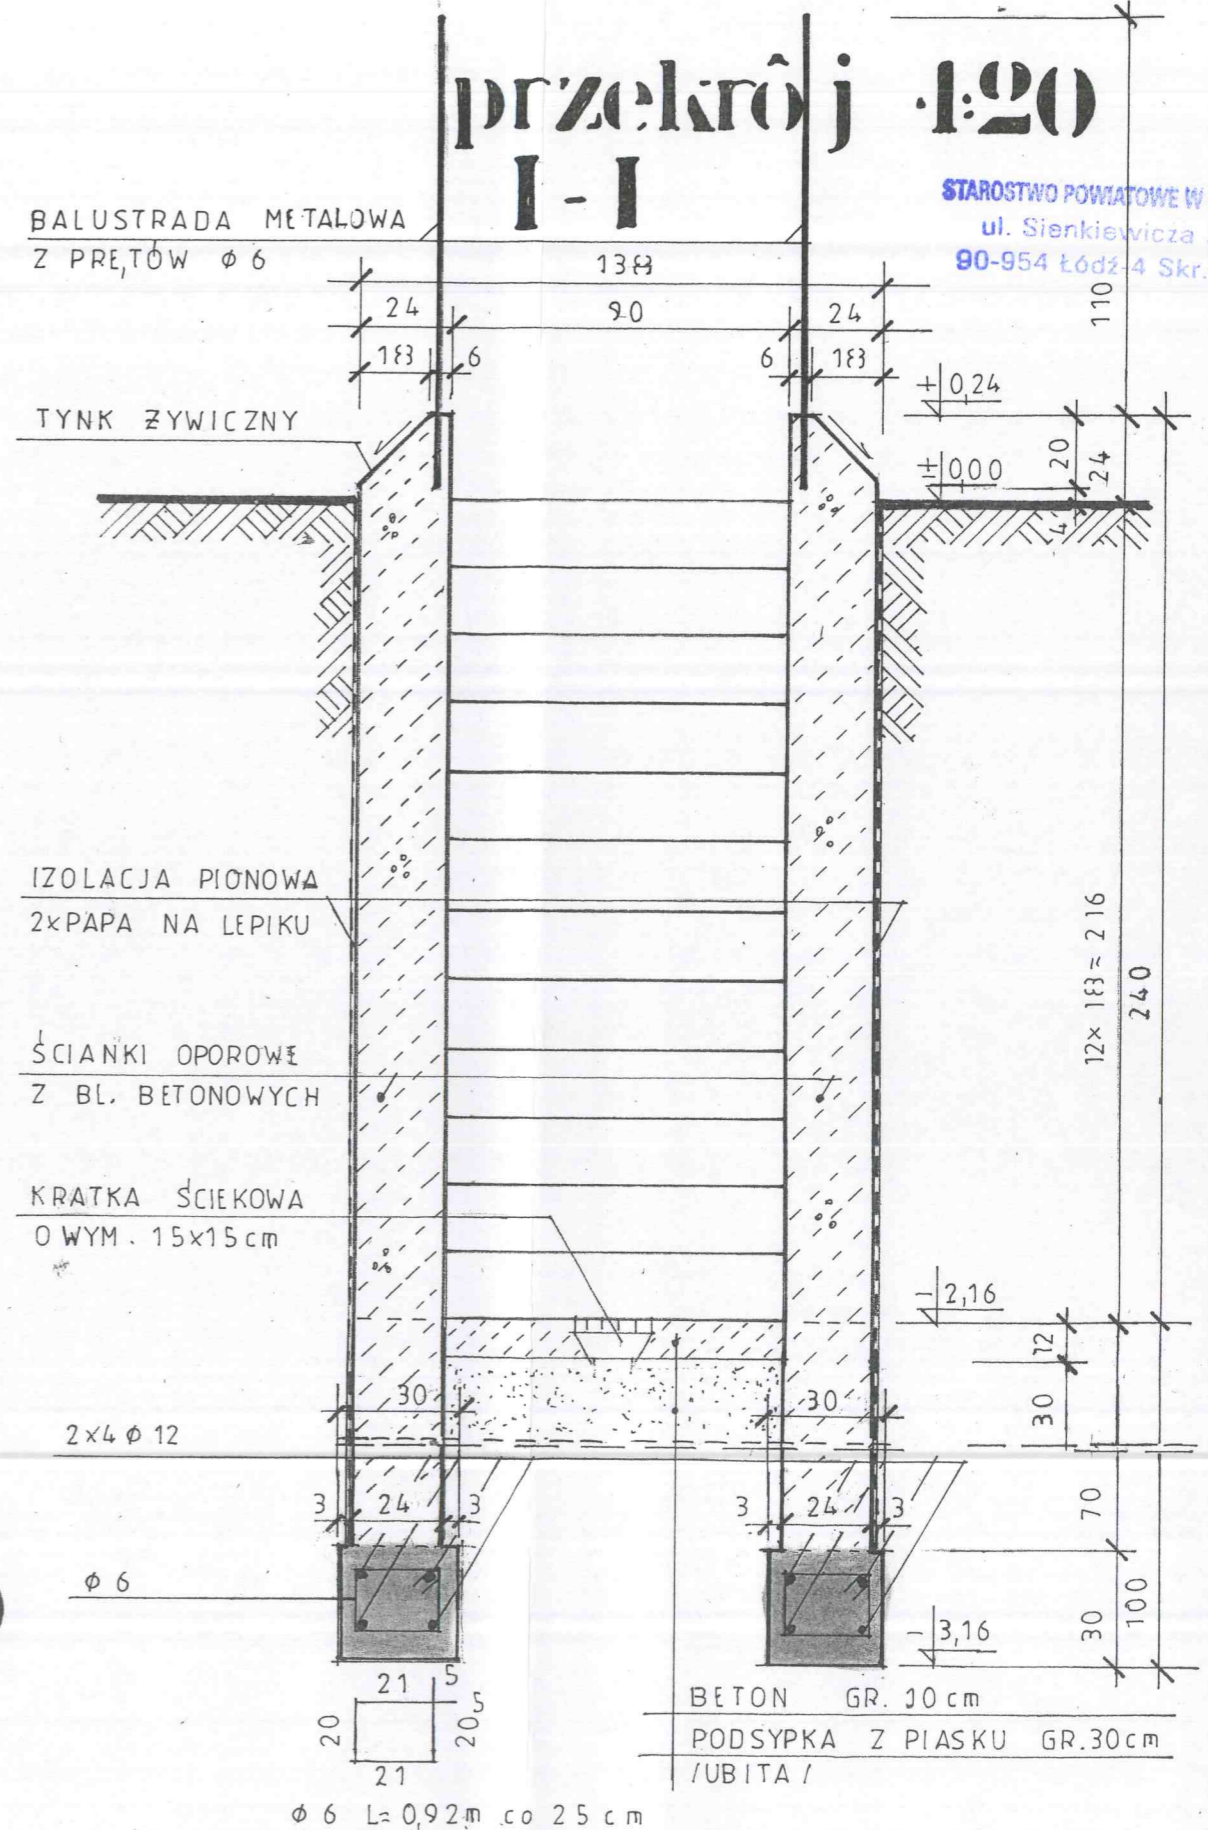 przekrôj 1:20
I-I
STAROSTWO POWIATOWE W
ul. Sienkiewicza
90-954 Łódź-4 Skr.
BALUSTRADA METALOWA
Z PRĘTÓW φ 6
138
24 90 24
18 6 6 18
110
TYNK ŻYWICZNY
+ 0,24
± 0,00
20
24
4
IZOLACJA PIONOWA
2xPAPA NA LEPIKU
12x 18 = 216
240
ŚCIANKI OPOROWE
Z BL. BETONOWYCH
KRATKA ŚCIEKOWA
O WYM. 15x15cm
- 2,16
12
30
30 30
2x4 φ 12
3 24 3 3 24 3
70
φ 6
30
100
- 3,16
21 5
5
20 20
21
BETON GR. 10cm
PODSYPKA Z PIASKU GR.30cm
/UBITA/
φ 6 L= 0,92m co 25 cm